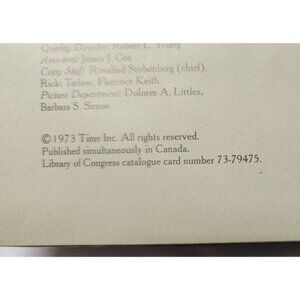 Quality Director: Robert L. Young
Assistant: James J. Cox
Copy Staff: Rosalind Stubenberg (chief),
Ricki Tarlow, Florence Keith
Picture Department: Dolores A. Littles,
Barbara S. Simon
©1973 Time Inc. All rights reserved.
Published simultaneously in Canada.
Library of Congress catalogue card number 73-79475.